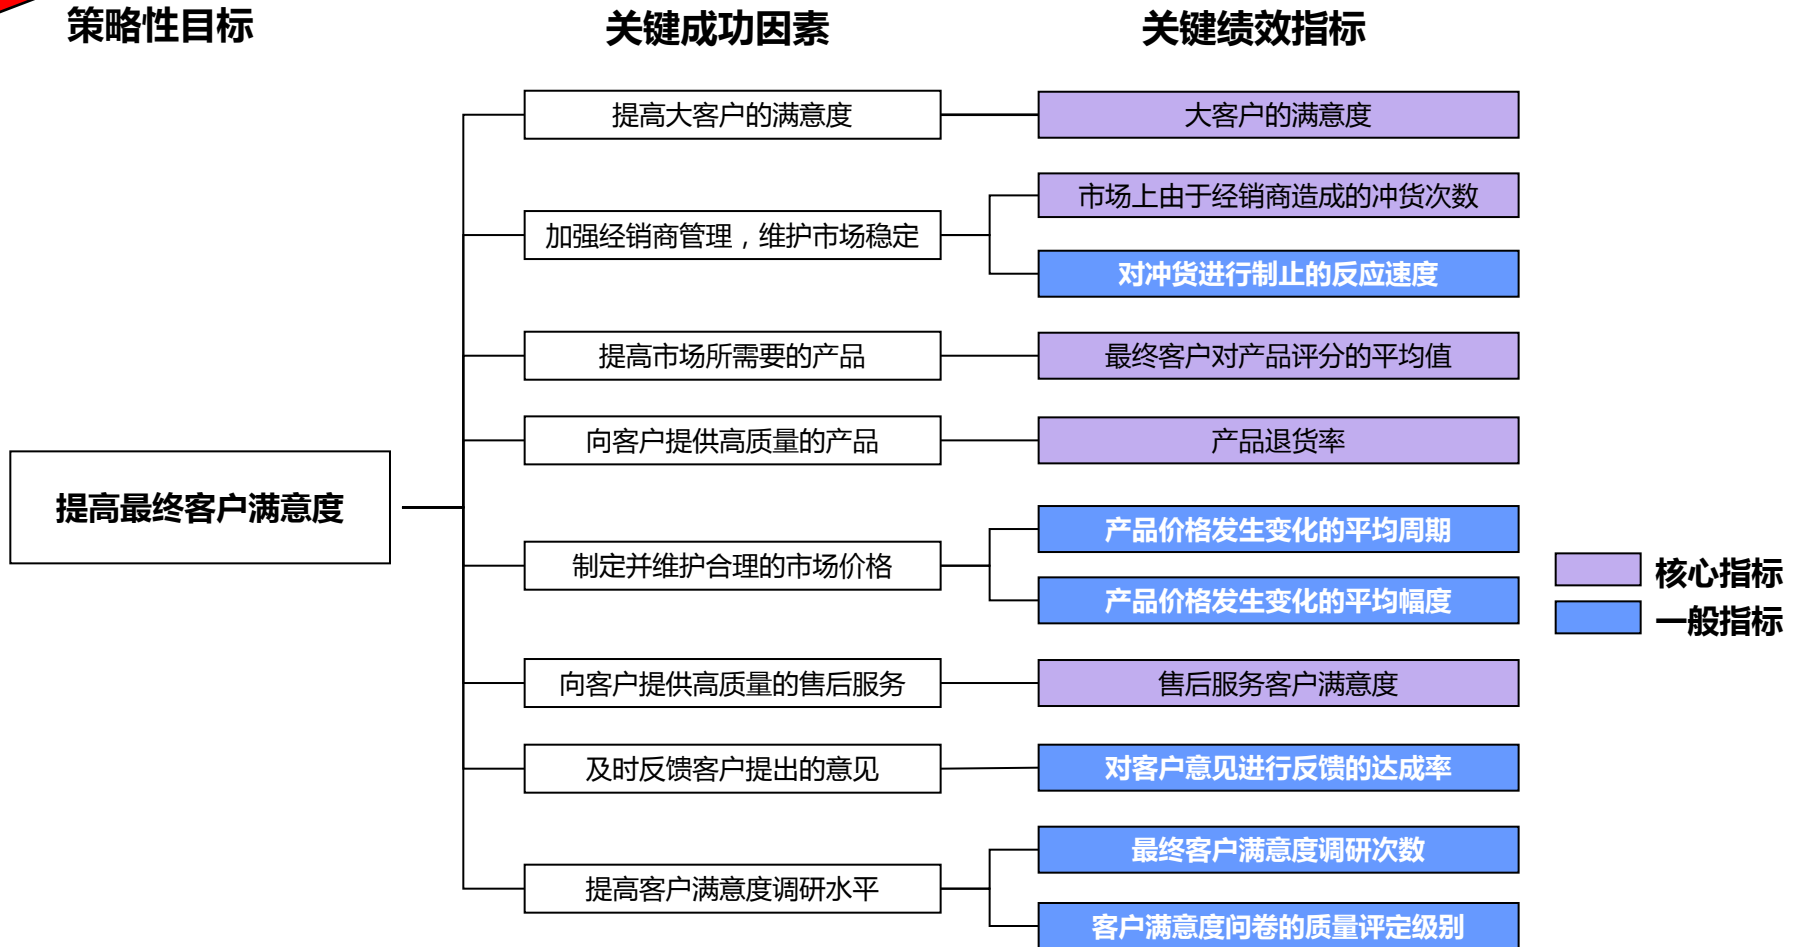 策略性目标
关键成功因素
关键绩效指标
提高大客户的满意度
大客户的满意度
市场上由于经销商造成的冲货次数
加强经销商管理，维护市场稳定
对冲货进行制止的反应速度
提高市场所需要的产品
最终客户对产品评分的平均值
向客户提供高质量的产品
产品退货率
提高最终客户满意度
产品价格发生变化的平均周期
制定并维护合理的市场价格
产品价格发生变化的平均幅度
核心指标
一般指标
向客户提供高质量的售后服务
售后服务客户满意度
及时反馈客户提出的意见
对客户意见进行反馈的达成率
最终客户满意度调研次数
提高客户满意度调研水平
客户满意度问卷的质量评定级别